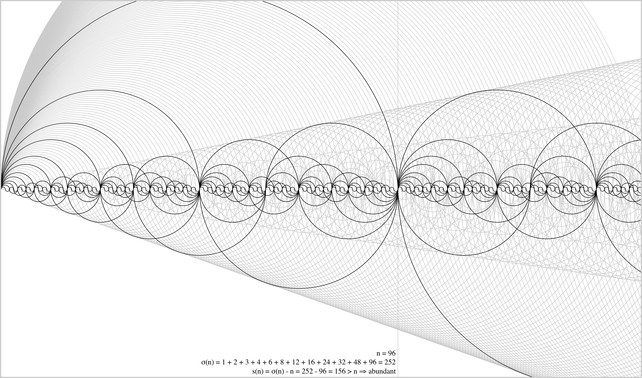 n = 96
σ(n) = 1 + 2 + 3 + 4 + 6 + 8 + 12 + 16 + 24 + 32 + 48 + 96 = 252
s(n) = σ(n) - n = 252 - 96 = 156 > n ⇒ abundant